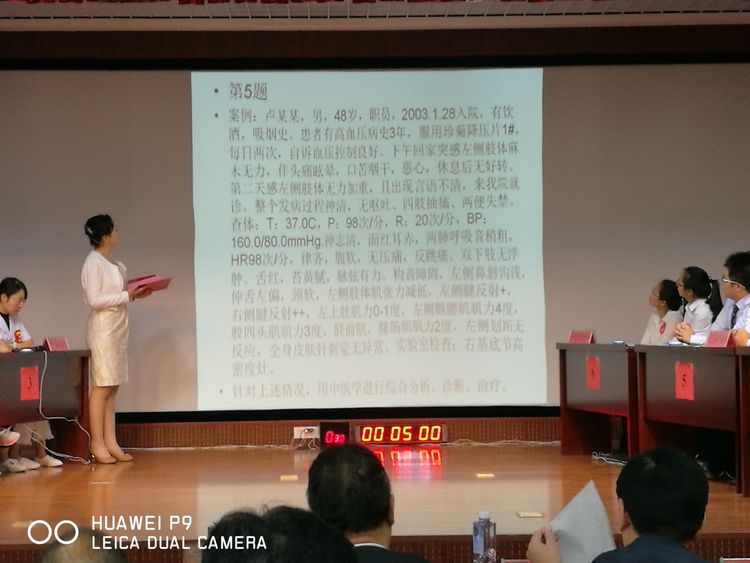 • 第5题
• 案例：卢某某，男，48岁，职员，2003.1.28入院，有饮
酒，吸烟史。患者有高血压病史3年，服用珍菊降压片1#，
每日两次，自诉血压控制良好。下午回家突感左侧肢体麻
木无力，伴头痛眩晕，口苦咽干，恶心，休息后无好转。
第二天感左侧肢体无力加重，且出现言语不清，来我院就
诊。整个发病过程神清，无呕吐、四肢抽搐、两便失禁。
查体：T：37.0C，P：98次/分，R：20次/分，BP：
160.0/80.0mmHg.神志清，面红耳赤，两肺呼吸音稍粗，
HR98次/分，律齐，腹软，无压痛，反跳痛。双下肢无浮
肿。舌红，苔黄腻，脉弦有力。构音障碍，左侧鼻唇沟浅，
伸舌左偏，颈软，左侧肢体肌张力减低，左侧腱反射+，
右侧腱反射++，左上肢肌力0-1度，左侧髂腰肌肌力4度，
股四头肌肌力3度，胫前肌，腓肠肌肌力2度，左侧划跖无
反应，全身皮肤针刺觉无异常。实验室检查：右基底节高
密度灶。
• 针对上述情况，用中医学进行综合分析、诊断、治疗。
3
6
5
030
00 05 00
HUAWEI P9
LEICA DUAL CAMERA